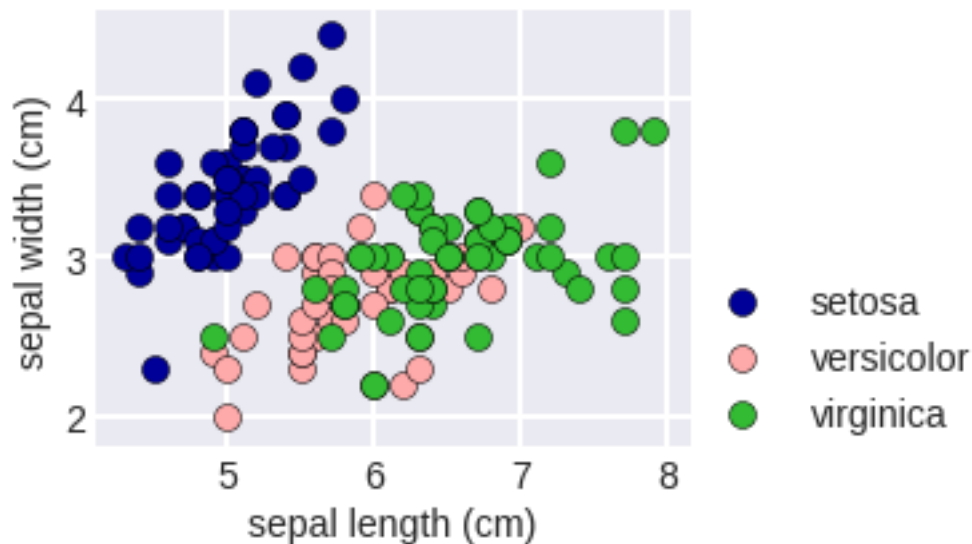 4
3
2
sepal width (cm)
5 6 7 8
sepal length (cm)
setosa
versicolor
virginica